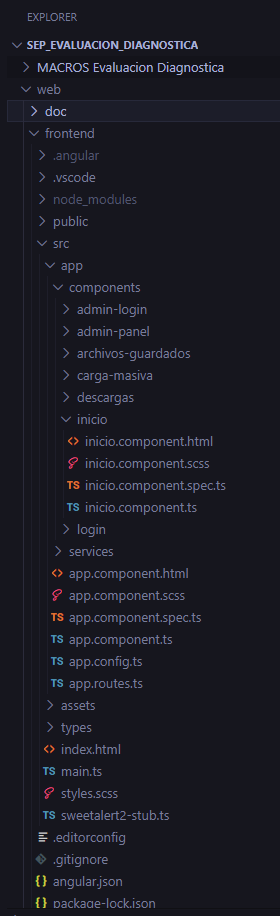 EXPLORER
SEP_EVALUACION_DIAGNOSTICA
MACROS Evaluacion Diagnostica
web
doc
frontend
.angular
.vscode
node_modules
public
src
app
components
admin-login
admin-panel
archivos-guardados
carga-masiva
descargas
inicio
<> inicio.component.html
inicio.component.scss
TS inicio.component.spec.ts
TS inicio.component.ts
login
services
<> app.component.html
app.component.scss
TS app.component.spec.ts
TS app.component.ts
TS app.config.ts
TS app.routes.ts
assets
types
<> index.html
TS main.ts
styles.scss
TS sweetalert2-stub.ts
.editorconfig
.gitignore
{} angular.json
{} package-lock.json